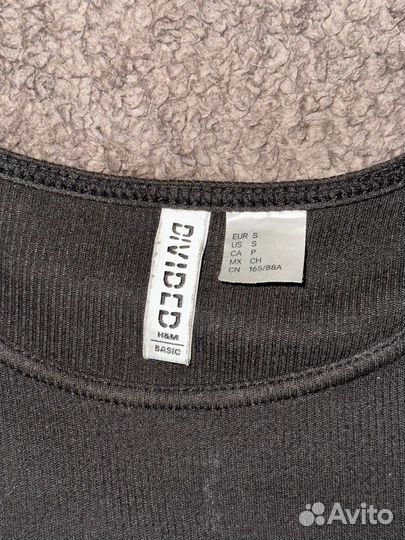 DIVIDED
H&M
BASIC
EUR S
US S
CA P
MX CH
CN 165/88A
Avito